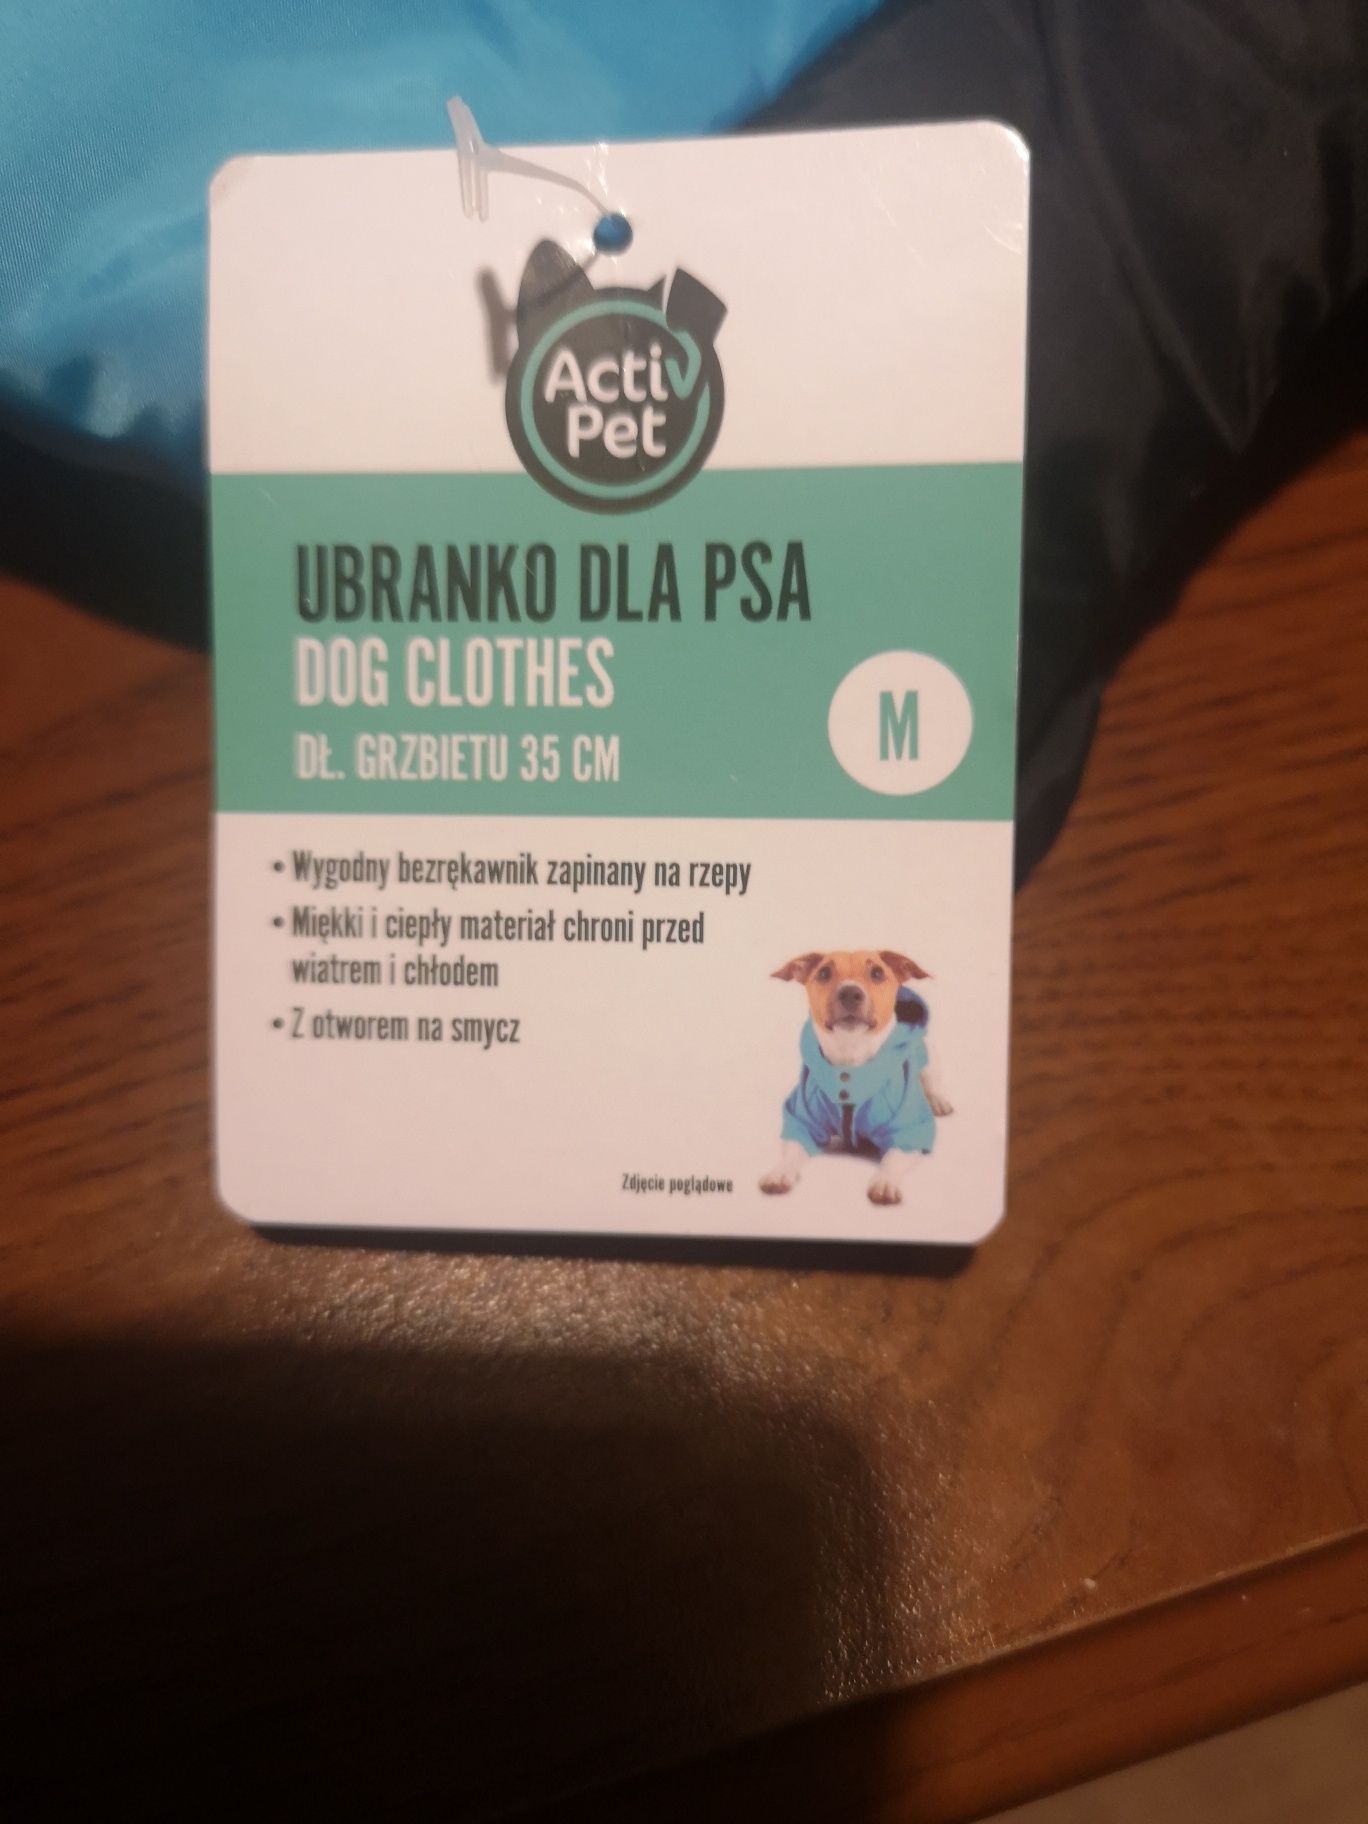 Activ
Pet
UBRANKO DLA PSA
DOG CLOTHES
DŁ. GRZBIETU 35 CM
M
• Wygodny bezrękawnik zapinany na rzepy
• Miękki i ciepły materiał chroni przed
wiatrem i chłodem
• Z otworem na smycz
Zdjęcie poglądowe